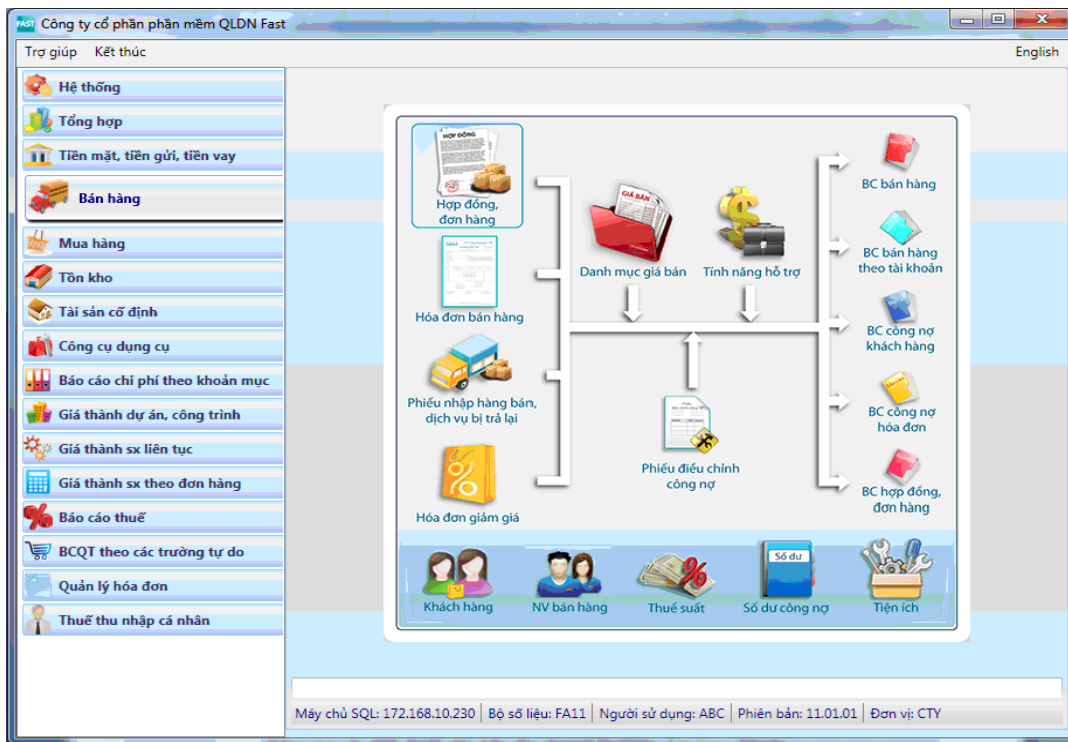 FAST Công ty cổ phần phần mềm QLDN Fast
Trợ giúp Kết thúc English
Hệ thống
Tổng hợp
Tiền mặt, tiền gửi, tiền vay
Bán hàng
Mua hàng
Tồn kho
Tài sản cố định
Công cụ dụng cụ
Báo cáo chi phí theo khoản mục
Giá thành dự án, công trình
Giá thành sx liên tục
Giá thành sx theo đơn hàng
Báo cáo thuế
BCQT theo các trường tự do
Quản lý hóa đơn
Thuế thu nhập cá nhân
HỢP ĐỒNG
Hợp đồng,
đơn hàng
Hóa đơn bán hàng
Phiếu nhập hàng bán,
dịch vụ bị trả lại
Hóa đơn giảm giá
GIÁ BÁN
Danh mục giá bán
Tính năng hỗ trợ
Phiếu điều chỉnh
công nợ
BC bán hàng
BC bán hàng
theo tài khoản
BC công nợ
khách hàng
BC công nợ
hóa đơn
BC hợp đồng,
đơn hàng
Khách hàng
NV bán hàng
Thuế suất
Số dư
Số dư công nợ
Tiện ích
Máy chủ SQL: 172.168.10.230 Bộ số liệu: FA11 Người sử dụng: ABC Phiên bản: 11.01.01 Đơn vị: CTY